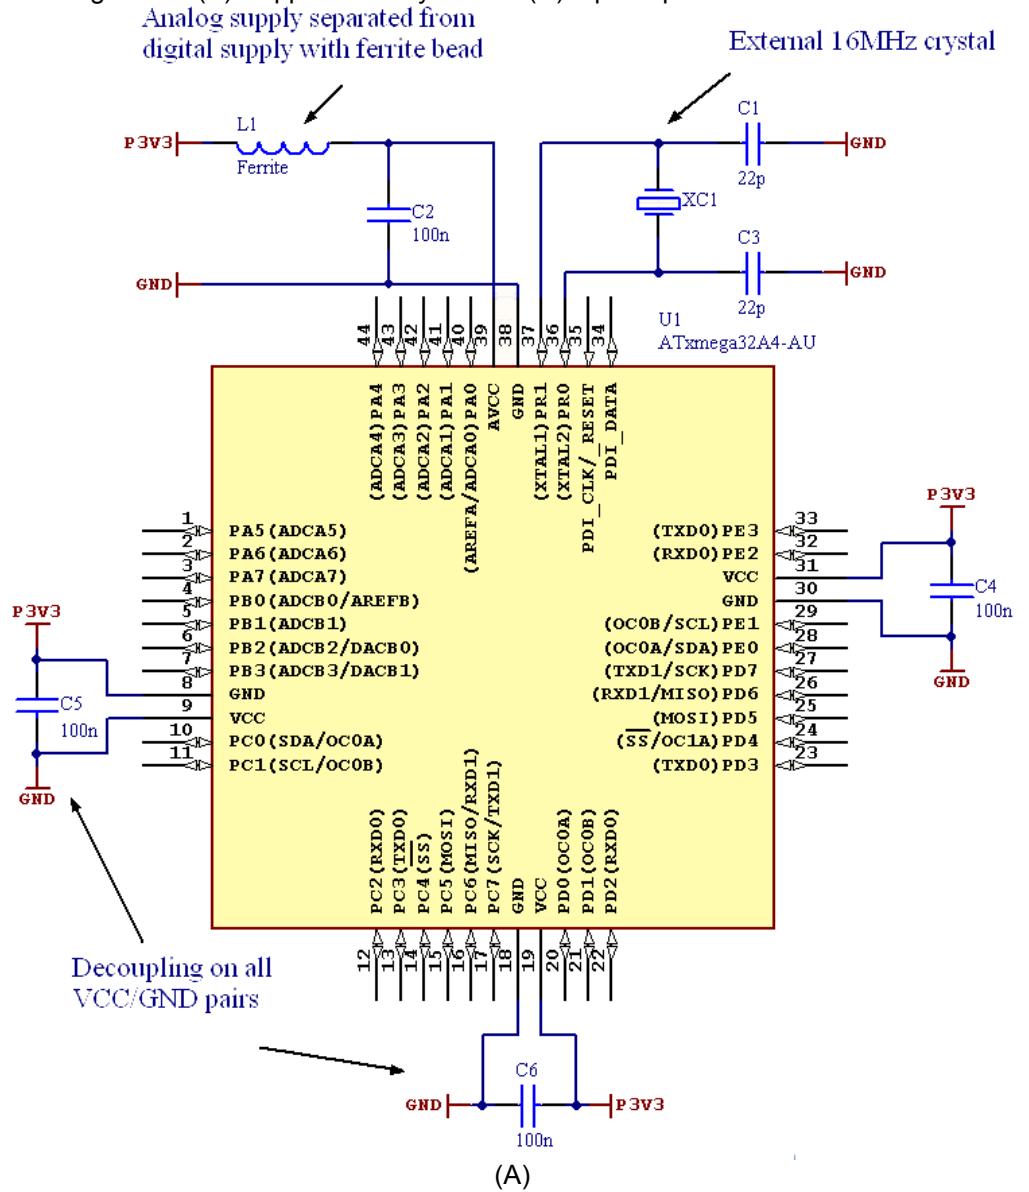 Analog supply separated from
digital supply with ferrite bead
External 16MHz crystal
P3V3
L1
Ferrite
C2
100n
GND
C1
22p
GND
XC1
C3
22p
GND
U1
ATxmega32A4-AU
44
43
42
41
40
39
38
37
36
35
34
(ADCA4)PA4
(ADCA3)PA3
(ADCA2)PA2
(ADCA1)PA1
(AREFA/ADCA0)PA0
AVCC
GND
(XTAL1)PR1
(XTAL2)PR0
PDI_CLK/_RESET
PDI_DATA
1 PA5(ADCA5)
2 PA6(ADCA6)
3 PA7(ADCA7)
4 PB0(ADCB0/AREFB)
5 PB1(ADCB1)
6 PB2(ADCB2/DACB0)
7 PB3(ADCB3/DACB1)
8 GND
9 VCC
10 PC0(SDA/OC0A)
11 PC1(SCL/OC0B)
(TXD0)PE3 33
(RXD0)PE2 32
VCC 31
GND 30
(OC0B/SCL)PE1 29
(OC0A/SDA)PE0 28
(TXD1/SCK)PD7 27
(RXD1/MISO)PD6 26
(MOSI)PD5 25
(SS/OC1A)PD4 24
(TXD0)PD3 23
P3V3
C4
100n
GND
P3V3
C5
100n
GND
PC2(RXD0)
PC3(TXD0)
PC4(SS)
PC5(MOSI)
PC6(MISO/RXD1)
PC7(SCK/TXD1)
GND
VCC
PD0(OC0A)
PD1(OC0B)
PD2(RXD0)
12
13
14
15
16
17
18
19
20
21
22
Decoupling on all
VCC/GND pairs
C6
GND
P3V3
100n
(A)